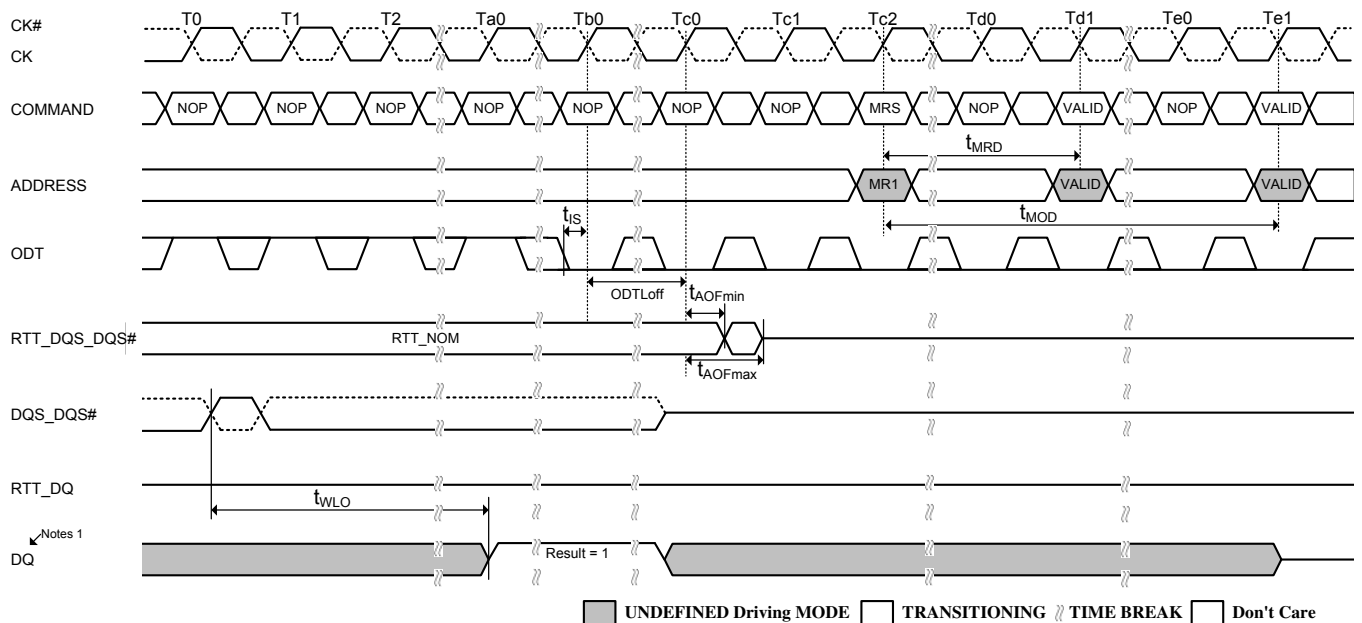 T0 T1 T2 Ta0 Tb0 Tc0 Tc1 Tc2 Td0 Td1 Te0 Te1
CK#
CK
COMMAND NOP NOP NOP NOP NOP NOP NOP MRS NOP VALID NOP VALID
tMRD
ADDRESS MR1 VALID VALID
tIS tMOD
ODT
ODTLoff tAOFmin
RTT_DQS_DQS# RTT_NOM
tAOFmax
DQS_DQS#
RTT_DQ
tWLO
Notes 1
DQ Result = 1
UNDEFINED Driving MODE TRANSITIONING TIME BREAK Don't Care